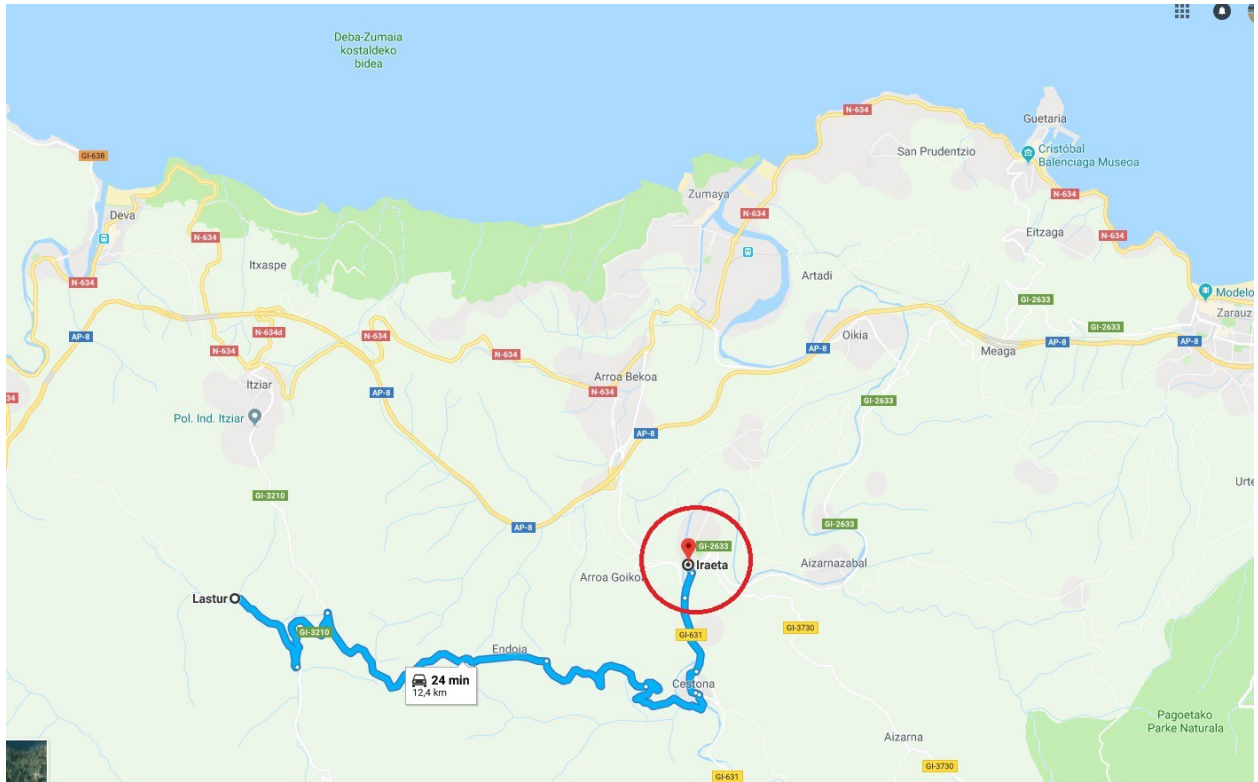 Deba-Zumaia
kostaldeko
bidea
N-634
Guetaria
GI-638
San Prudentzio
Cristóbal
Balenciaga Museoa
Zumaya
Deva
N-634
N-634
N-634
N-634
Eitzaga
N-634
Itxaspe
Artadi
N-634
Modelo
GI-2633
Zarauz
N-634d
GI-2633
AP-8
N-634
Oikia
AP-8
Meaga
AP-8
AP-8
N-634
Arroa Bekoa
Itziar
AP-8
N-634
34
GI-2633
Pol. Ind. Itziar
AP-8
Urte
GI-3210
AP-8
GI-2633
GI-2633
Iraeta
Aizarnazabal
Arroa Goikoa
Lastur
GI-3210
GI-3730
GI-631
Endoia
24 min
12,4 km
Cestona
Pagoetako
Parke Naturala
Aizarna
GI-3730
GI-631